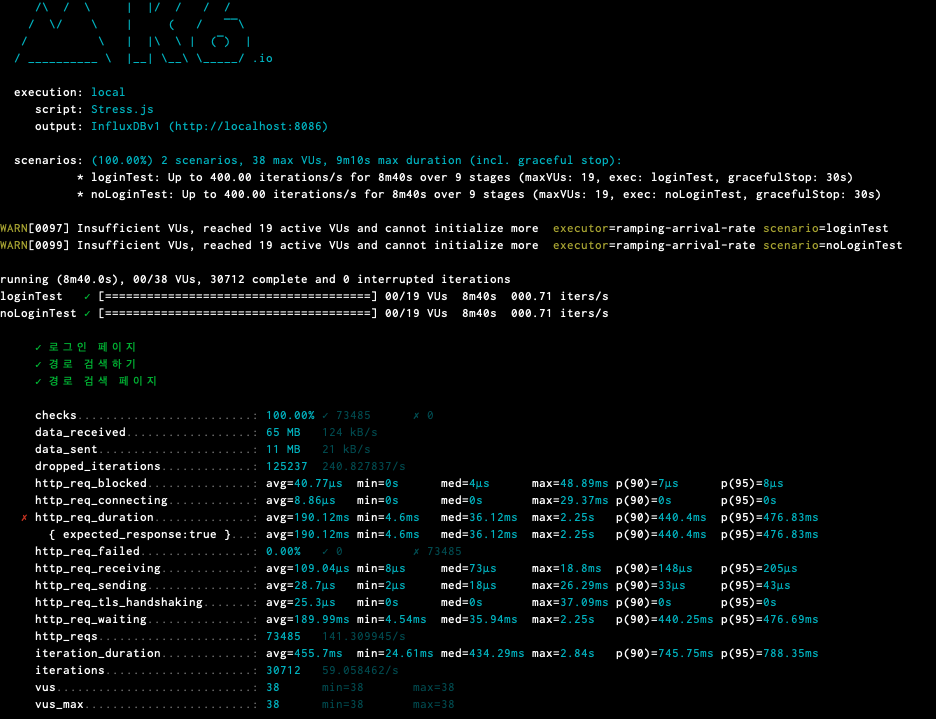 .io
execution: local
script: Stress.js
output: InfluxDBv1 (http://localhost:8086)
scenarios: (100.00%) 2 scenarios, 38 max VUs, 9m10s max duration (incl. graceful stop):
* loginTest: Up to 400.00 iterations/s for 8m40s over 9 stages (maxVUs: 19, exec: loginTest, gracefulStop: 30s)
* noLoginTest: Up to 400.00 iterations/s for 8m40s over 9 stages (maxVUs: 19, exec: noLoginTest, gracefulStop: 30s)
WARN[0097] Insufficient VUs, reached 19 active VUs and cannot initialize more  executor=ramping-arrival-rate scenario=loginTest
WARN[0099] Insufficient VUs, reached 19 active VUs and cannot initialize more  executor=ramping-arrival-rate scenario=noLoginTest
running (8m40.0s), 00/38 VUs, 30712 complete and 0 interrupted iterations
loginTest   ✓ [======================================] 00/19 VUs  8m40s  000.71 iters/s
noLoginTest ✓ [======================================] 00/19 VUs  8m40s  000.71 iters/s
✓ 로그인 페이지
✓ 경로 검색하기
✓ 경로 검색 페이지
checks.........................: 100.00% ✓ 73485      ✗ 0
data_received..................: 65 MB   124 kB/s
data_sent......................: 11 MB   21 kB/s
dropped_iterations.............: 125237  240.827837/s
http_req_blocked...............: avg=40.77µs  min=0s      med=4µs     max=48.89ms p(90)=7µs      p(95)=8µs
http_req_connecting............: avg=8.86µs   min=0s      med=0s      max=29.37ms p(90)=0s       p(95)=0s
✗ http_req_duration..............: avg=190.12ms min=4.6ms   med=36.12ms  max=2.25s   p(90)=440.4ms  p(95)=476.83ms
{ expected_response:true }...: avg=190.12ms min=4.6ms   med=36.12ms  max=2.25s   p(90)=440.4ms  p(95)=476.83ms
http_req_failed................: 0.00%   ✓ 0          ✗ 73485
http_req_receiving.............: avg=109.04µs min=8µs     med=73µs    max=18.8ms  p(90)=148µs    p(95)=205µs
http_req_sending...............: avg=28.7µs   min=2µs     med=18µs    max=26.29ms p(90)=33µs     p(95)=43µs
http_req_tls_handshaking.......: avg=25.3µs   min=0s      med=0s      max=37.09ms p(90)=0s       p(95)=0s
http_req_waiting...............: avg=189.99ms min=4.54ms  med=35.94ms  max=2.25s   p(90)=440.25ms p(95)=476.69ms
http_reqs......................: 73485   141.309945/s
iteration_duration.............: avg=455.7ms  min=24.61ms med=434.29ms max=2.84s   p(90)=745.75ms p(95)=788.35ms
iterations.....................: 30712   59.058462/s
vus............................: 38      min=38       max=38
vus_max........................: 38      min=38       max=38